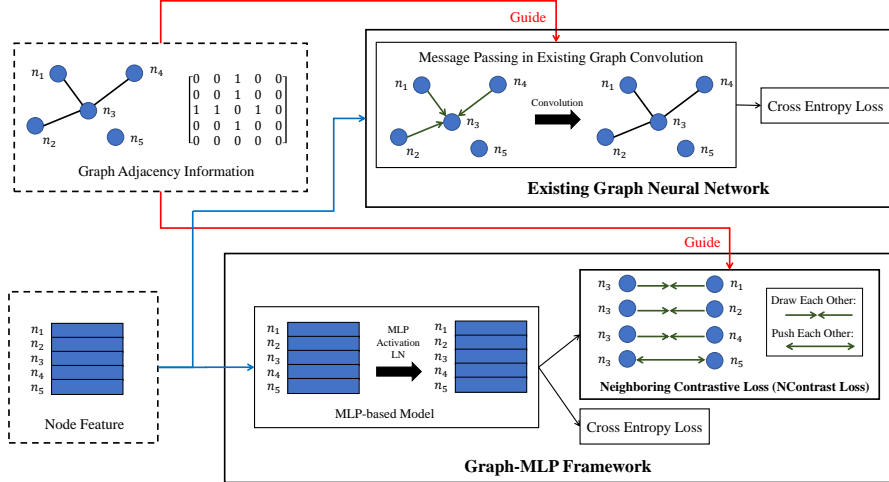 Guide
n₁
n₄
n₃
n₂
n₅
0 0 1 0 0
0 0 1 0 0
1 1 0 1 0
0 0 1 0 0
0 0 0 0 0
Graph Adjacency Information
Message Passing in Existing Graph Convolution
n₁
n₄
n₃
n₂
n₅
Convolution
n₁
n₄
n₃
n₂
n₅
Cross Entropy Loss
Existing Graph Neural Network
Guide
n₁
n₂
n₃
n₄
n₅
Node Feature
n₁
n₂
n₃
n₄
n₅
MLP
Activation
LN
n₁
n₂
n₃
n₄
n₅
MLP-based Model
n₃ n₁
n₃ n₂
n₃ n₄
n₃ n₅
Draw Each Other:
Push Each Other:
Neighboring Contrastive Loss (NContrast Loss)
Cross Entropy Loss
Graph-MLP Framework